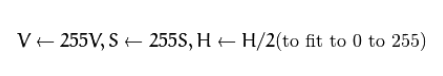 V ← 255V, S ← 255S, H ← H/2(to fit to 0 to 255)